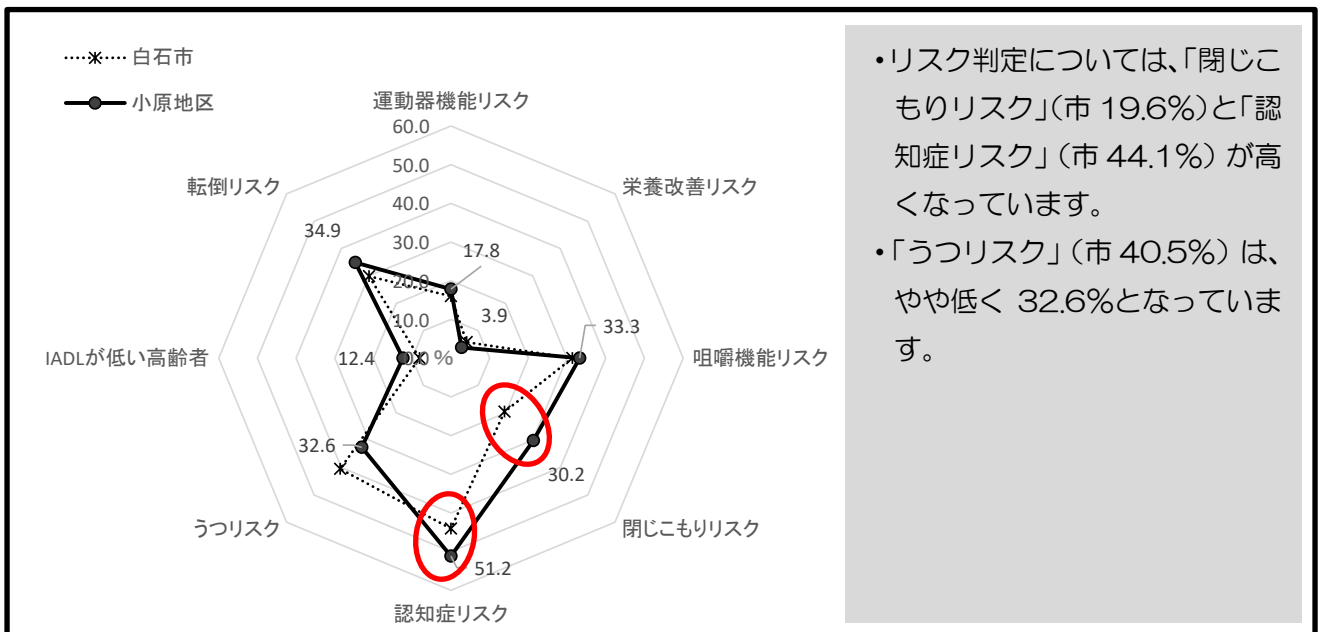 白石市
小原地区
運動器機能リスク
栄養改善リスク
咀嚼機能リスク
閉じこもりリスク
認知症リスク
うつリスク
IADLが低い高齢者
転倒リスク
60.0
50.0
40.0
30.0
20.0
10.0
0.0 %
17.8
3.9
33.3
30.2
51.2
32.6
12.4
34.9
•リスク判定については、「閉じこ
もりリスク」(市 19.6%)と「認
知症リスク」(市 44.1%)が高
くなっています。
•「うつリスク」(市 40.5%)は、
やや低く 32.6%となっていま
す。